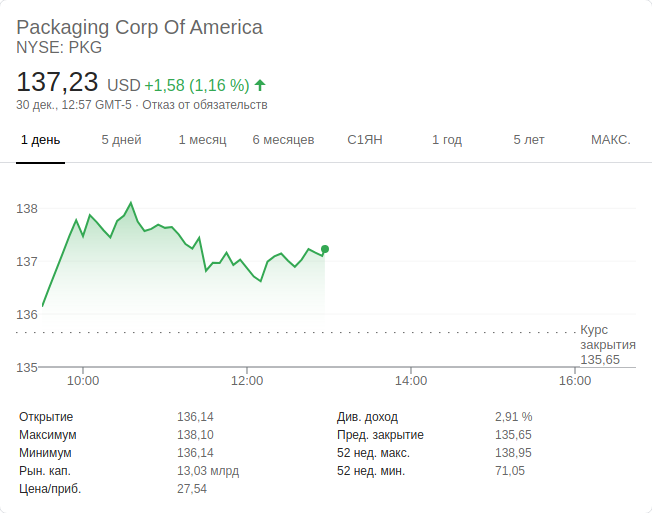 Packaging Corp Of America
NYSE: PKG
137,23 USD +1,58 (1,16 %)
30 дек., 12:57 GMT-5 · Отказ от обязательств
1 день 5 дней 1 месяц 6 месяцев С1ЯН 1 год 5 лет МАКС.
138
137
136
Курс
закрытия
135,65
135
10:00 12:00 14:00 16:00
Открытие 136,14 Див. доход 2,91 %
Максимум 138,10 Пред. закрытие 135,65
Минимум 136,14 52 нед. макс. 138,95
Рын. кап. 13,03 млрд 52 нед. мин. 71,05
Цена/приб. 27,54